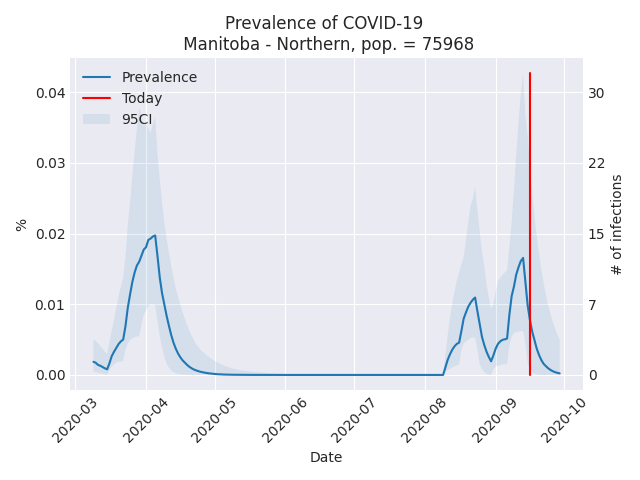 Prevalence of COVID-19
Manitoba - Northern, pop. = 75968
Prevalence
Today
95CI
%
0.04
0.03
0.02
0.01
0.00
# of infections
30
22
15
7
0
2020-03
2020-04
2020-05
2020-06
2020-07
2020-08
2020-09
2020-10
Date